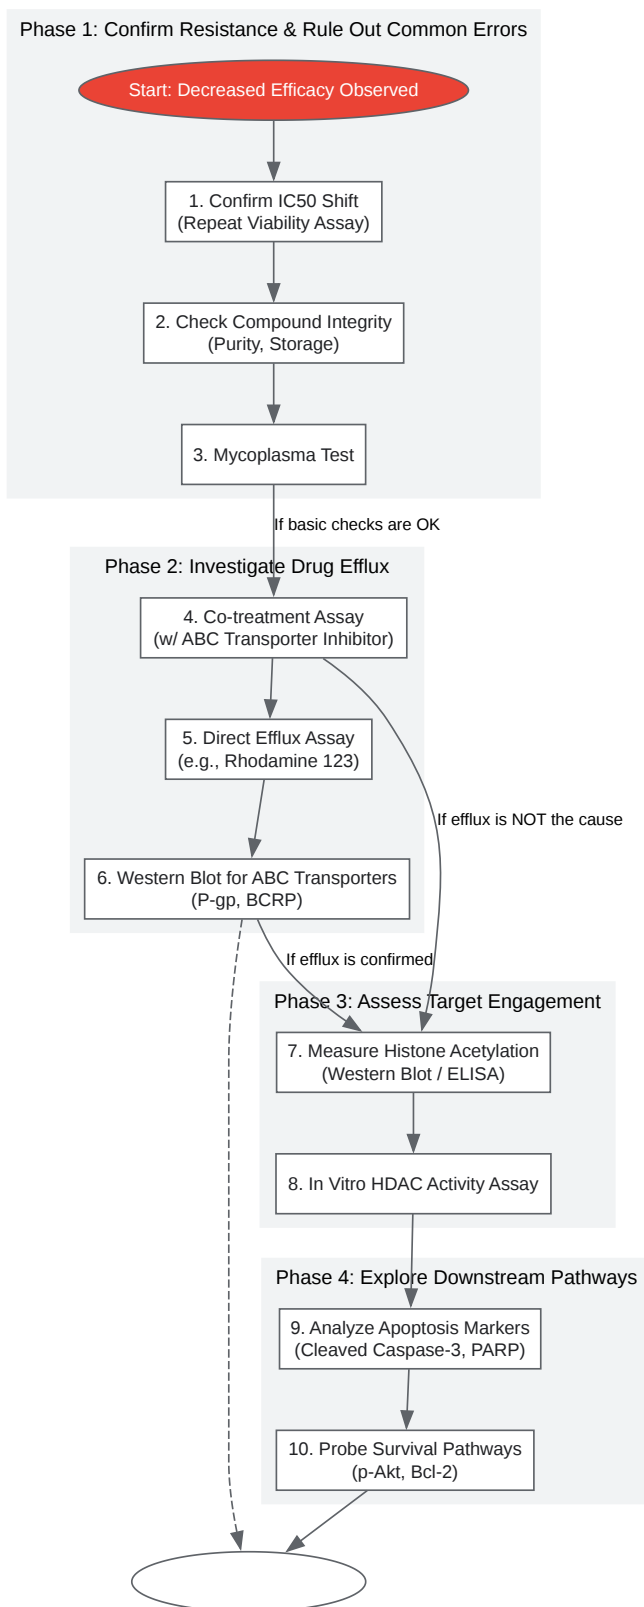 Phase 1: Confirm Resistance & Rule Out Common Errors
Start: Decreased Efficacy Observed
1. Confirm IC50 Shift
(Repeat Viability Assay)
2. Check Compound Integrity
(Purity, Storage)
3. Mycoplasma Test
If basic checks are OK
Phase 2: Investigate Drug Efflux
4. Co-treatment Assay
(w/ ABC Transporter Inhibitor)
5. Direct Efflux Assay
(e.g., Rhodamine 123)
If efflux is NOT the cause
6. Western Blot for ABC Transporters
(P-gp, BCRP)
If efflux is confirmed
Phase 3: Assess Target Engagement
7. Measure Histone Acetylation
(Western Blot / ELISA)
8. In Vitro HDAC Activity Assay
Phase 4: Explore Downstream Pathways
9. Analyze Apoptosis Markers
(Cleaved Caspase-3, PARP)
10. Probe Survival Pathways
(p-Akt, Bcl-2)